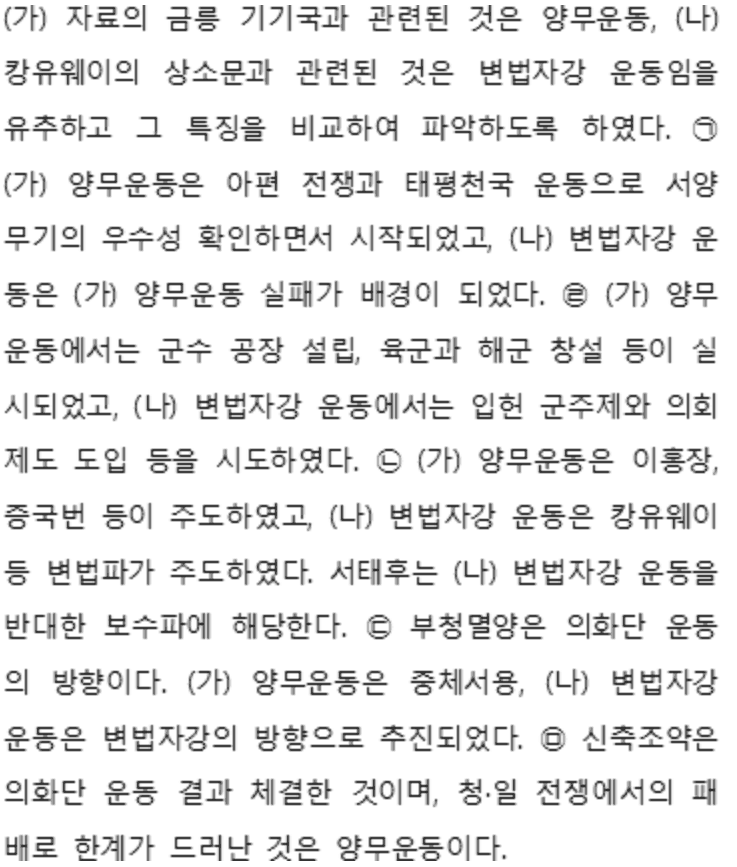 (가) 자료의 금릉 기기국과 관련된 것은 양무운동, (나)
캉유웨이의 상소문과 관련된 것은 변법자강 운동임을
유추하고 그 특징을 비교하여 파악하도록 하였다. ㉠
(가) 양무운동은 아편 전쟁과 태평천국 운동으로 서양
무기의 우수성 확인하면서 시작되었고, (나) 변법자강 운
동은 (가) 양무운동 실패가 배경이 되었다. ㉣ (가) 양무
운동에서는 군수 공장 설립, 육군과 해군 창설 등이 실
시되었고, (나) 변법자강 운동에서는 입헌 군주제와 의회
제도 도입 등을 시도하였다. ㉡ (가) 양무운동은 이홍장,
증국번 등이 주도하였고, (나) 변법자강 운동은 캉유웨이
등 변법파가 주도하였다. 서태후는 (나) 변법자강 운동을
반대한 보수파에 해당한다. ㉢ 부청멸양은 의화단 운동
의 방향이다. (가) 양무운동은 중체서용, (나) 변법자강
운동은 변법자강의 방향으로 추진되었다. ㉤ 신축조약은
의화단 운동 결과 체결한 것이며, 청·일 전쟁에서의 패
배로 한계가 드러난 것은 양무운동이다.